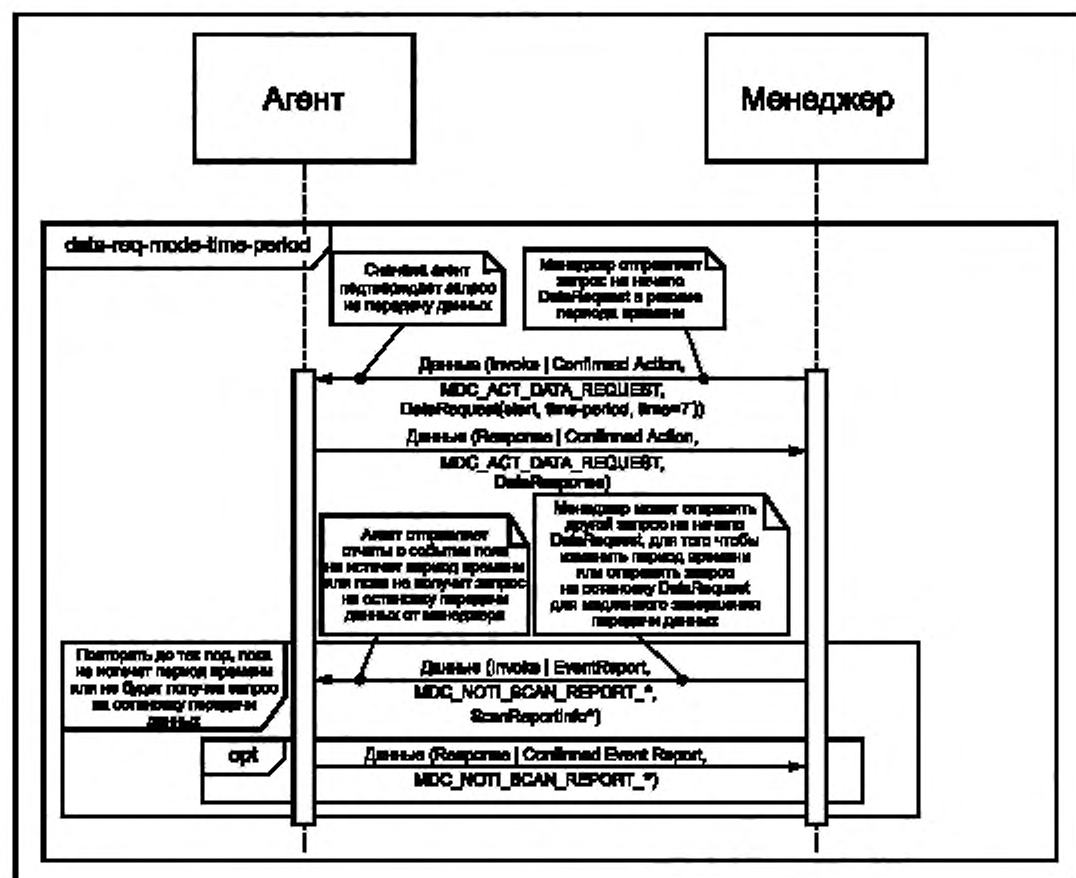 Агент
Менеджер
data-req-mode-time-period
Сначала агент
подтверждает запрос
на передачу данных
Менеджер отправляет
запрос на начало
DataRequest в режиме
периода времени
Данные (Invoke | Confirmed Action,
MDC_ACT_DATA_REQUEST,
DataRequest(start, time-period, time=7))
Данные (Response | Confirmed Action,
MDC_ACT_DATA_REQUEST,
DataResponse)
Агент отправляет
отчеты о событии пока
не истечет период времени
или пока не получит запрос
на остановку передачи
данных от менеджера
Менеджер может отправить
другой запрос на начало
DataRequest, для того чтобы
изменить период времени
или отправить запрос
на остановку DataRequest
для медленного завершения
передачи данных
Повторять до тех пор, пока
не истечет период времени
или не будет получен запрос
на остановку передачи
данных
Данные (Invoke | EventReport,
MDC_NOTI_SCAN_REPORT_*,
ScanReportInfo*)
opt
Данные (Response | Confirmed Event Report,
MDC_NOTI_SCAN_REPORT_*)